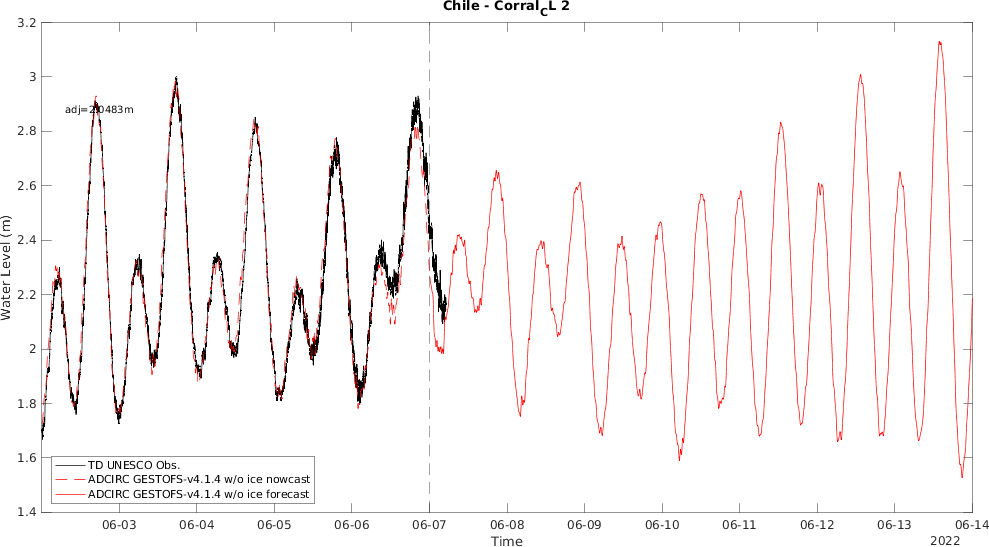 Chile - Corral_CL 2
3.2
3
2.8
2.6
2.4
2.2
2
1.8
1.6
1.4
Water Level (m)
adj=2.0483m
TD UNESCO Obs.
ADCIRC GESTOFS-v4.1.4 w/o ice nowcast
ADCIRC GESTOFS-v4.1.4 w/o ice forecast
06-03 06-04 06-05 06-06 06-07 06-08 06-09 06-10 06-11 06-12 06-13 06-14
Time
2022